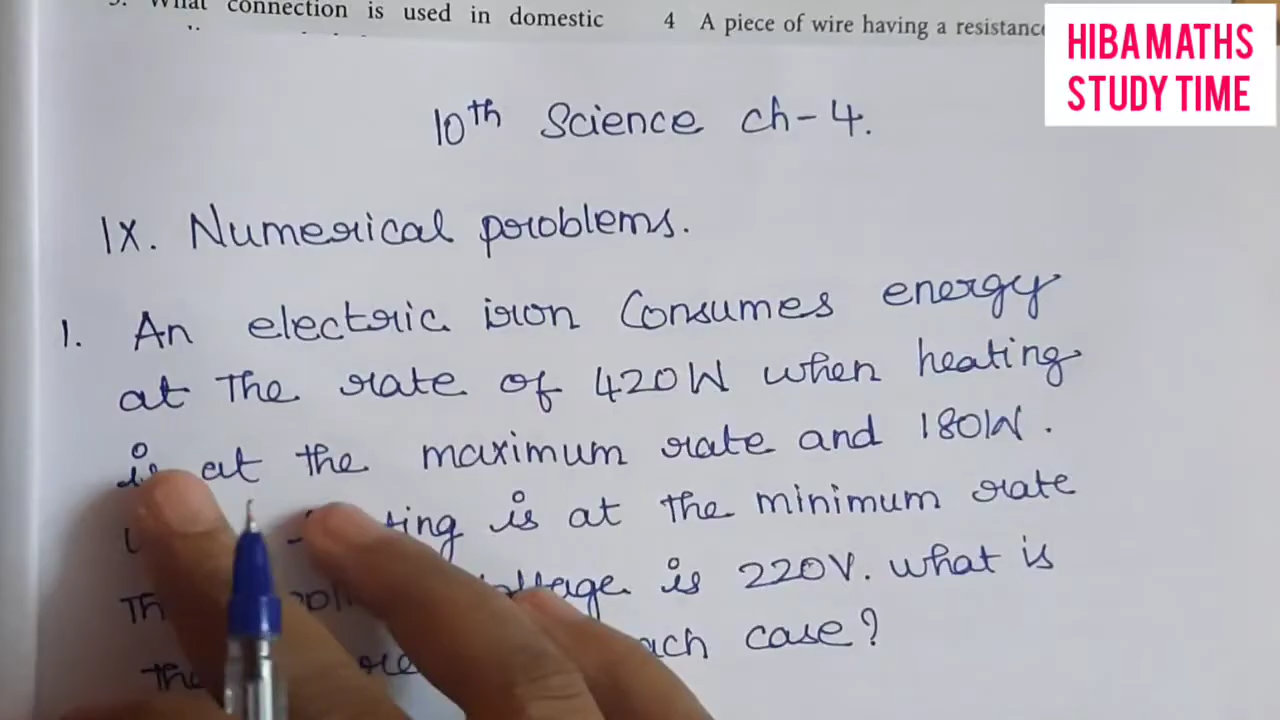 What connection is used in domestic
4 A piece of wire having a resistance
HIBA MATHS
STUDY TIME
10th Science ch-4.
IX. Numerical problems.
1. An electric iron Consumes energy
at The rate of 420W when heating
is at the maximum rate and 180W.
is at the minimum rate
is 220V. what is
case?